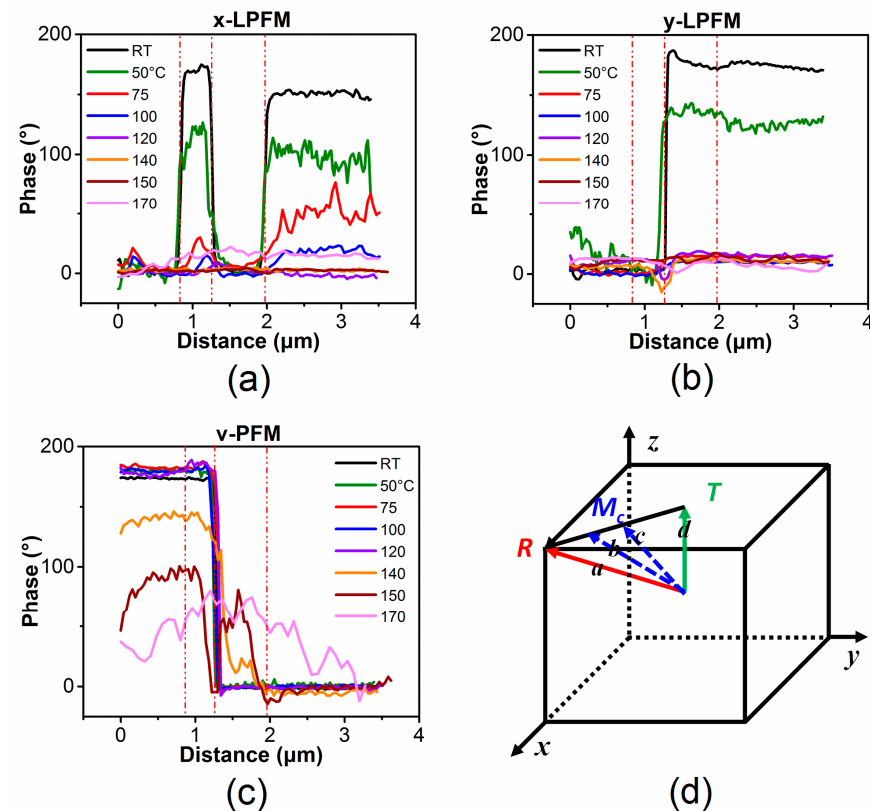 x-LPFM
200
100
0
Phase (°)
RT
50°C
75
100
120
140
150
170
0 1 2 3 4
Distance (µm)
(a)
y-LPFM
200
100
0
Phase (°)
RT
50°C
75
100
120
140
150
170
0 1 2 3 4
Distance (µm)
(b)
v-PFM
200
100
0
Phase (°)
RT
50°C
75
100
120
140
150
170
0 1 2 3 4
Distance (µm)
(c)
z
T
M_c
R
a b c d
y
x
(d)